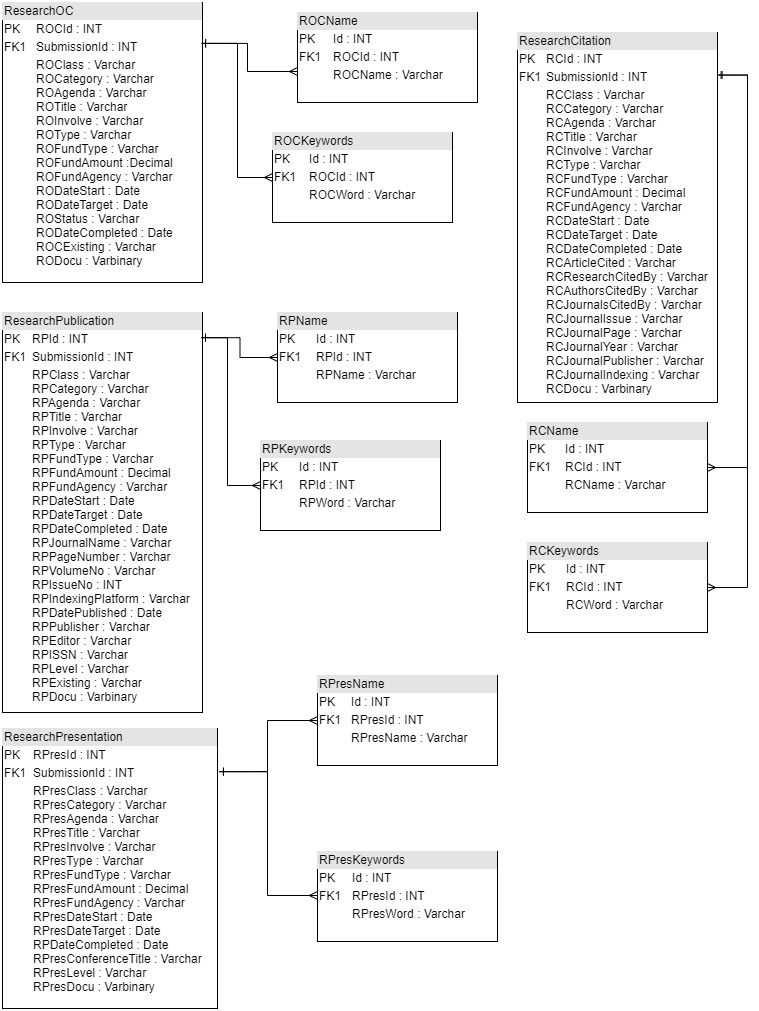 ResearchOC
PK ROCId : INT
FK1 SubmissionId : INT
ROClass : Varchar
ROCategory : Varchar
ROAgenda : Varchar
ROTitle : Varchar
ROInvolve : Varchar
ROType : Varchar
ROFundType : Varchar
ROFundAmount :Decimal
ROFundAgency : Varchar
RODateStart : Date
RODateTarget : Date
ROStatus : Varchar
RODateCompleted : Date
ROCExisting : Varchar
RODocu : Varbinary
ROCName
PK Id : INT
FK1 ROCId : INT
ROCName : Varchar
ROCKeywords
PK Id : INT
FK1 ROCId : INT
ROCWord : Varchar
ResearchCitation
PK RCId : INT
FK1 SubmissionId : INT
RCClass : Varchar
RCCategory : Varchar
RCAgenda : Varchar
RCTitle : Varchar
RCInvolve : Varchar
RCType : Varchar
RCFundType : Varchar
RCFundAmount : Decimal
RCFundAgency : Varchar
RCDateStart : Date
RCDateTarget : Date
RCDateCompleted : Date
RCArticleCited : Varchar
RCResearchCitedBy : Varchar
RCAuthorsCitedBy : Varchar
RCJournalsCitedBy : Varchar
RCJournalIssue : Varchar
RCJournalPage : Varchar
RCJournalYear : Varchar
RCJournalPublisher : Varchar
RCJournalIndexing : Varchar
RCDocu : Varbinary
ResearchPublication
PK RPId : INT
FK1 SubmissionId : INT
RPClass : Varchar
RPCategory : Varchar
RPAgenda : Varchar
RPTitle : Varchar
RPInvolve : Varchar
RPType : Varchar
RPFundType : Varchar
RPFundAmount : Decimal
RPFundAgency : Varchar
RPDateStart : Date
RPDateTarget : Date
RPDateCompleted : Date
RPJournalName : Varchar
RPPageNumber : Varchar
RPVolumeNo : Varchar
RPIssueNo : INT
RPIndexingPlatform : Varchar
RPDatePublished : Date
RPPublisher : Varchar
RPEditor : Varchar
RPISSN : Varchar
RPLevel : Varchar
RPExisting : Varchar
RPDocu : Varbinary
RPName
PK Id : INT
FK1 RPId : INT
RPName : Varchar
RPKeywords
PK Id : INT
FK1 RPId : INT
RPWord : Varchar
RCName
PK Id : INT
FK1 RCId : INT
RCName : Varchar
RCKeywords
PK Id : INT
FK1 RCId : INT
RCWord : Varchar
ResearchPresentation
PK RPresId : INT
FK1 SubmissionId : INT
RPresClass : Varchar
RPresCategory : Varchar
RPresAgenda : Varchar
RPresTitle : Varchar
RPresInvolve : Varchar
RPresType : Varchar
RPresFundType : Varchar
RPresFundAmount : Decimal
RPresFundAgency : Varchar
RPresDateStart : Date
RPresDateTarget : Date
RPDateCompleted : Date
RPresConferenceTitle : Varchar
RPresLevel : Varchar
RPresDocu : Varbinary
RPresName
PK Id : INT
FK1 RPresId : INT
RPresName : Varchar
RPresKeywords
PK Id : INT
FK1 RPresId : INT
RPresWord : Varchar